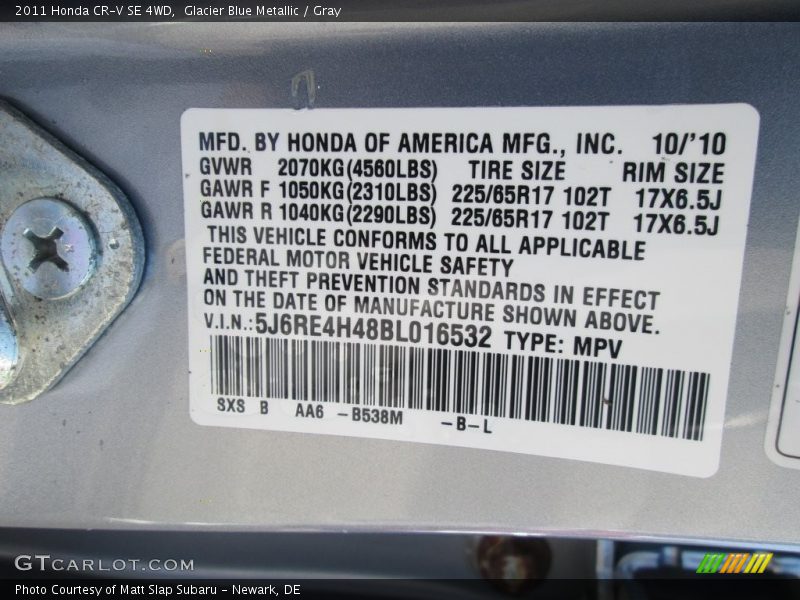 2011 Honda CR-V SE 4WD,  Glacier Blue Metallic / Gray
MFD. BY HONDA OF AMERICA MFG., INC. 10/'10
GVWR 2070KG(4560LBS) TIRE SIZE RIM SIZE
GAWR F 1050KG(2310LBS) 225/65R17 102T 17X6.5J
GAWR R 1040KG(2290LBS) 225/65R17 102T 17X6.5J
THIS VEHICLE CONFORMS TO ALL APPLICABLE
FEDERAL MOTOR VEHICLE SAFETY
AND THEFT PREVENTION STANDARDS IN EFFECT
ON THE DATE OF MANUFACTURE SHOWN ABOVE.
V.I.N.: 5J6RE4H48BL016532 TYPE: MPV
SXS B AA6 -B538M -B-L
GTCARLOT.COM
Photo Courtesy of Matt Slap Subaru - Newark, DE